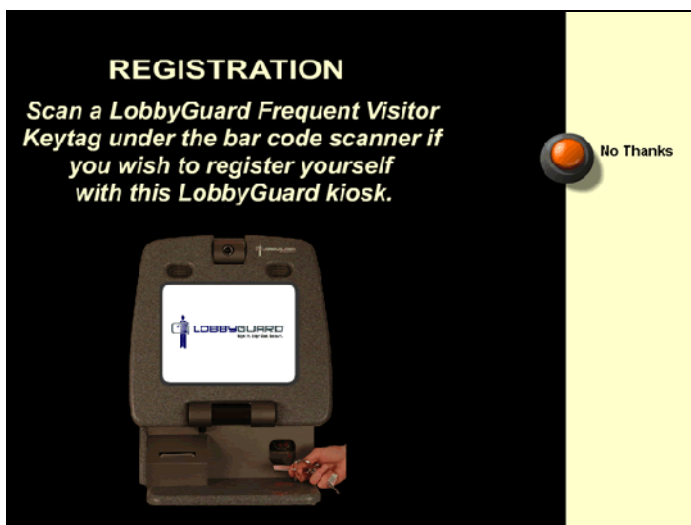 REGISTRATION
Scan a LobbyGuard Frequent Visitor
Keytag under the bar code scanner if
you wish to register yourself
with this LobbyGuard kiosk.
No Thanks
LOBBYGUARD